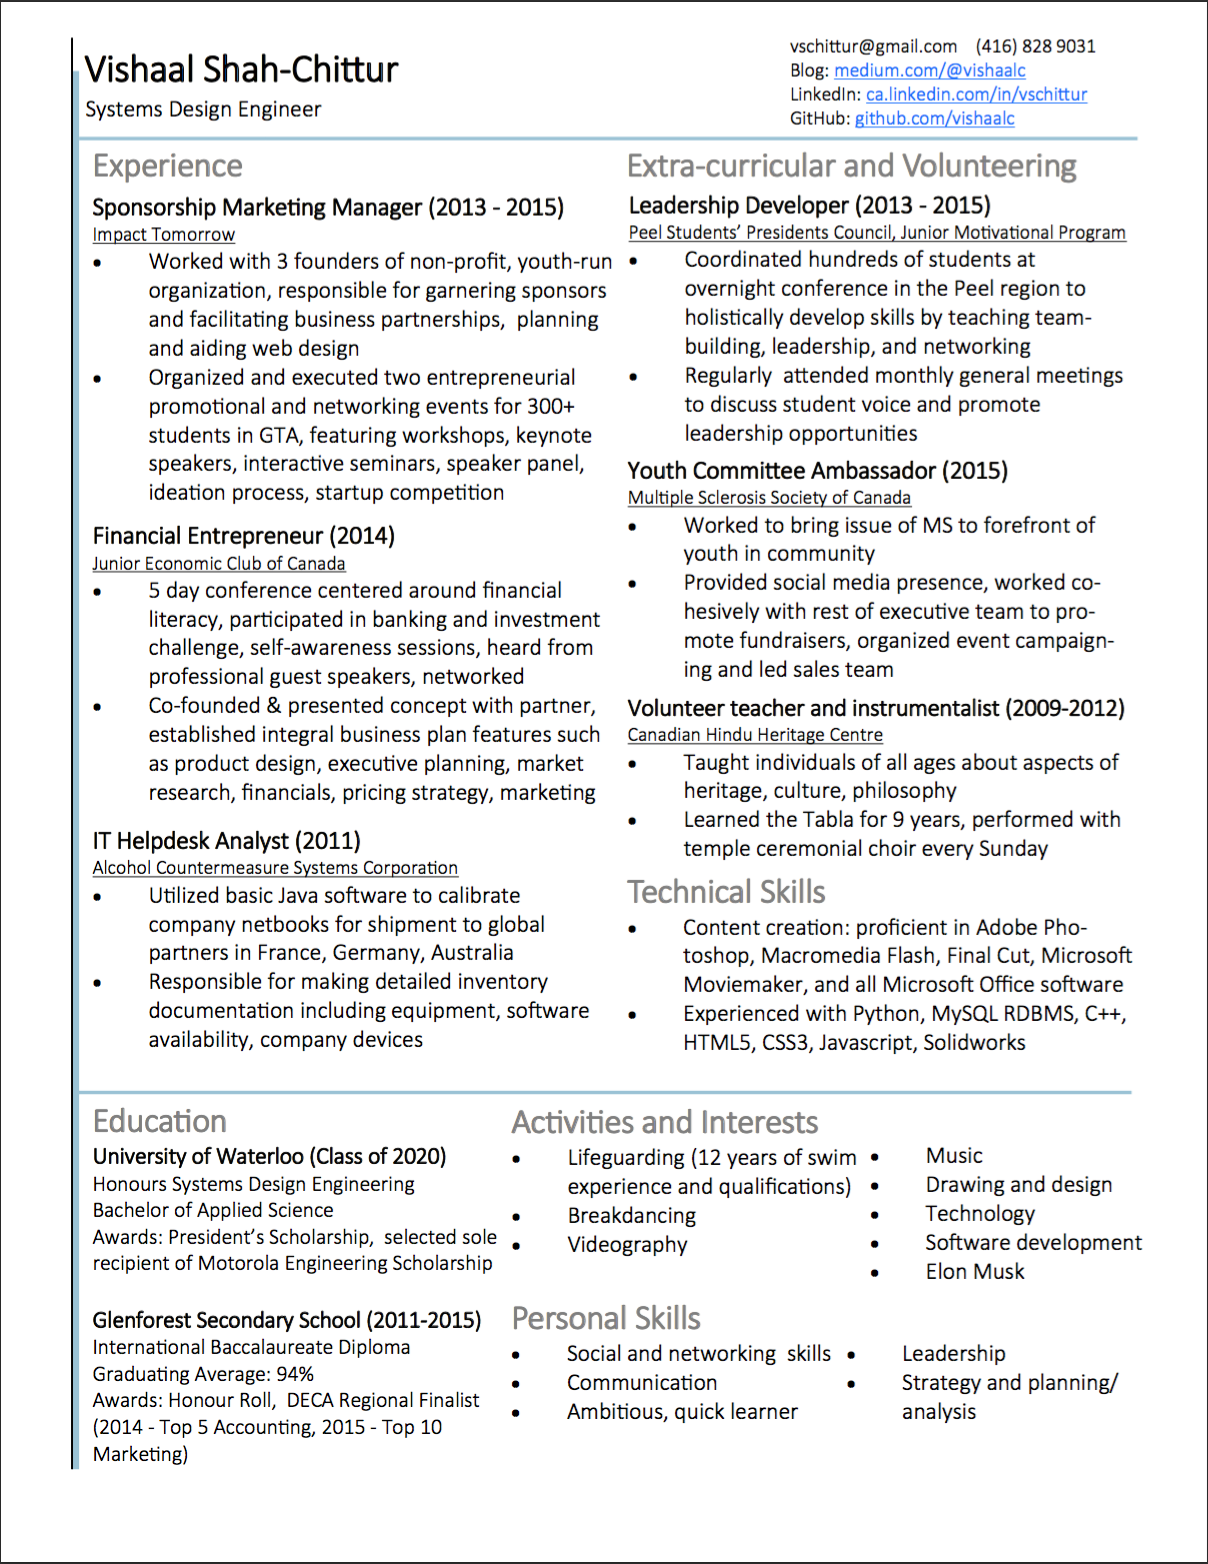 Vishaal Shah-Chittur
Systems Design Engineer
vschittur@gmail.com (416) 828 9031
Blog: medium.com/@vishaalc
LinkedIn: ca.linkedin.com/in/vschittur
GitHub: github.com/vishaalc
Experience
Sponsorship Marketing Manager (2013 - 2015)
Impact Tomorrow
• Worked with 3 founders of non-profit, youth-run
organization, responsible for garnering sponsors
and facilitating business partnerships, planning
and aiding web design
• Organized and executed two entrepreneurial
promotional and networking events for 300+
students in GTA, featuring workshops, keynote
speakers, interactive seminars, speaker panel,
ideation process, startup competition
Financial Entrepreneur (2014)
Junior Economic Club of Canada
• 5 day conference centered around financial
literacy, participated in banking and investment
challenge, self-awareness sessions, heard from
professional guest speakers, networked
• Co-founded & presented concept with partner,
established integral business plan features such
as product design, executive planning, market
research, financials, pricing strategy, marketing
IT Helpdesk Analyst (2011)
Alcohol Countermeasure Systems Corporation
• Utilized basic Java software to calibrate
company netbooks for shipment to global
partners in France, Germany, Australia
• Responsible for making detailed inventory
documentation including equipment, software
availability, company devices
Extra-curricular and Volunteering
Leadership Developer (2013 - 2015)
Peel Students' Presidents Council, Junior Motivational Program
• Coordinated hundreds of students at
overnight conference in the Peel region to
holistically develop skills by teaching team-
building, leadership, and networking
• Regularly attended monthly general meetings
to discuss student voice and promote
leadership opportunities
Youth Committee Ambassador (2015)
Multiple Sclerosis Society of Canada
• Worked to bring issue of MS to forefront of
youth in community
• Provided social media presence, worked co-
hesively with rest of executive team to pro-
mote fundraisers, organized event campaign-
ing and led sales team
Volunteer teacher and instrumentalist (2009-2012)
Canadian Hindu Heritage Centre
• Taught individuals of all ages about aspects of
heritage, culture, philosophy
• Learned the Tabla for 9 years, performed with
temple ceremonial choir every Sunday
Technical Skills
• Content creation: proficient in Adobe Pho-
toshop, Macromedia Flash, Final Cut, Microsoft
Moviemaker, and all Microsoft Office software
• Experienced with Python, MySQL RDBMS, C++,
HTML5, CSS3, Javascript, Solidworks
Education
University of Waterloo (Class of 2020)
Honours Systems Design Engineering
Bachelor of Applied Science
Awards: President's Scholarship, selected sole
recipient of Motorola Engineering Scholarship
Glenforest Secondary School (2011-2015)
International Baccalaureate Diploma
Graduating Average: 94%
Awards: Honour Roll, DECA Regional Finalist
(2014 - Top 5 Accounting, 2015 - Top 10
Marketing)
Activities and Interests
• Lifeguarding (12 years of swim
experience and qualifications)
• Breakdancing
• Videography
• Music
• Drawing and design
• Technology
• Software development
• Elon Musk
Personal Skills
• Social and networking skills
• Communication
• Ambitious, quick learner
• Leadership
• Strategy and planning/
analysis